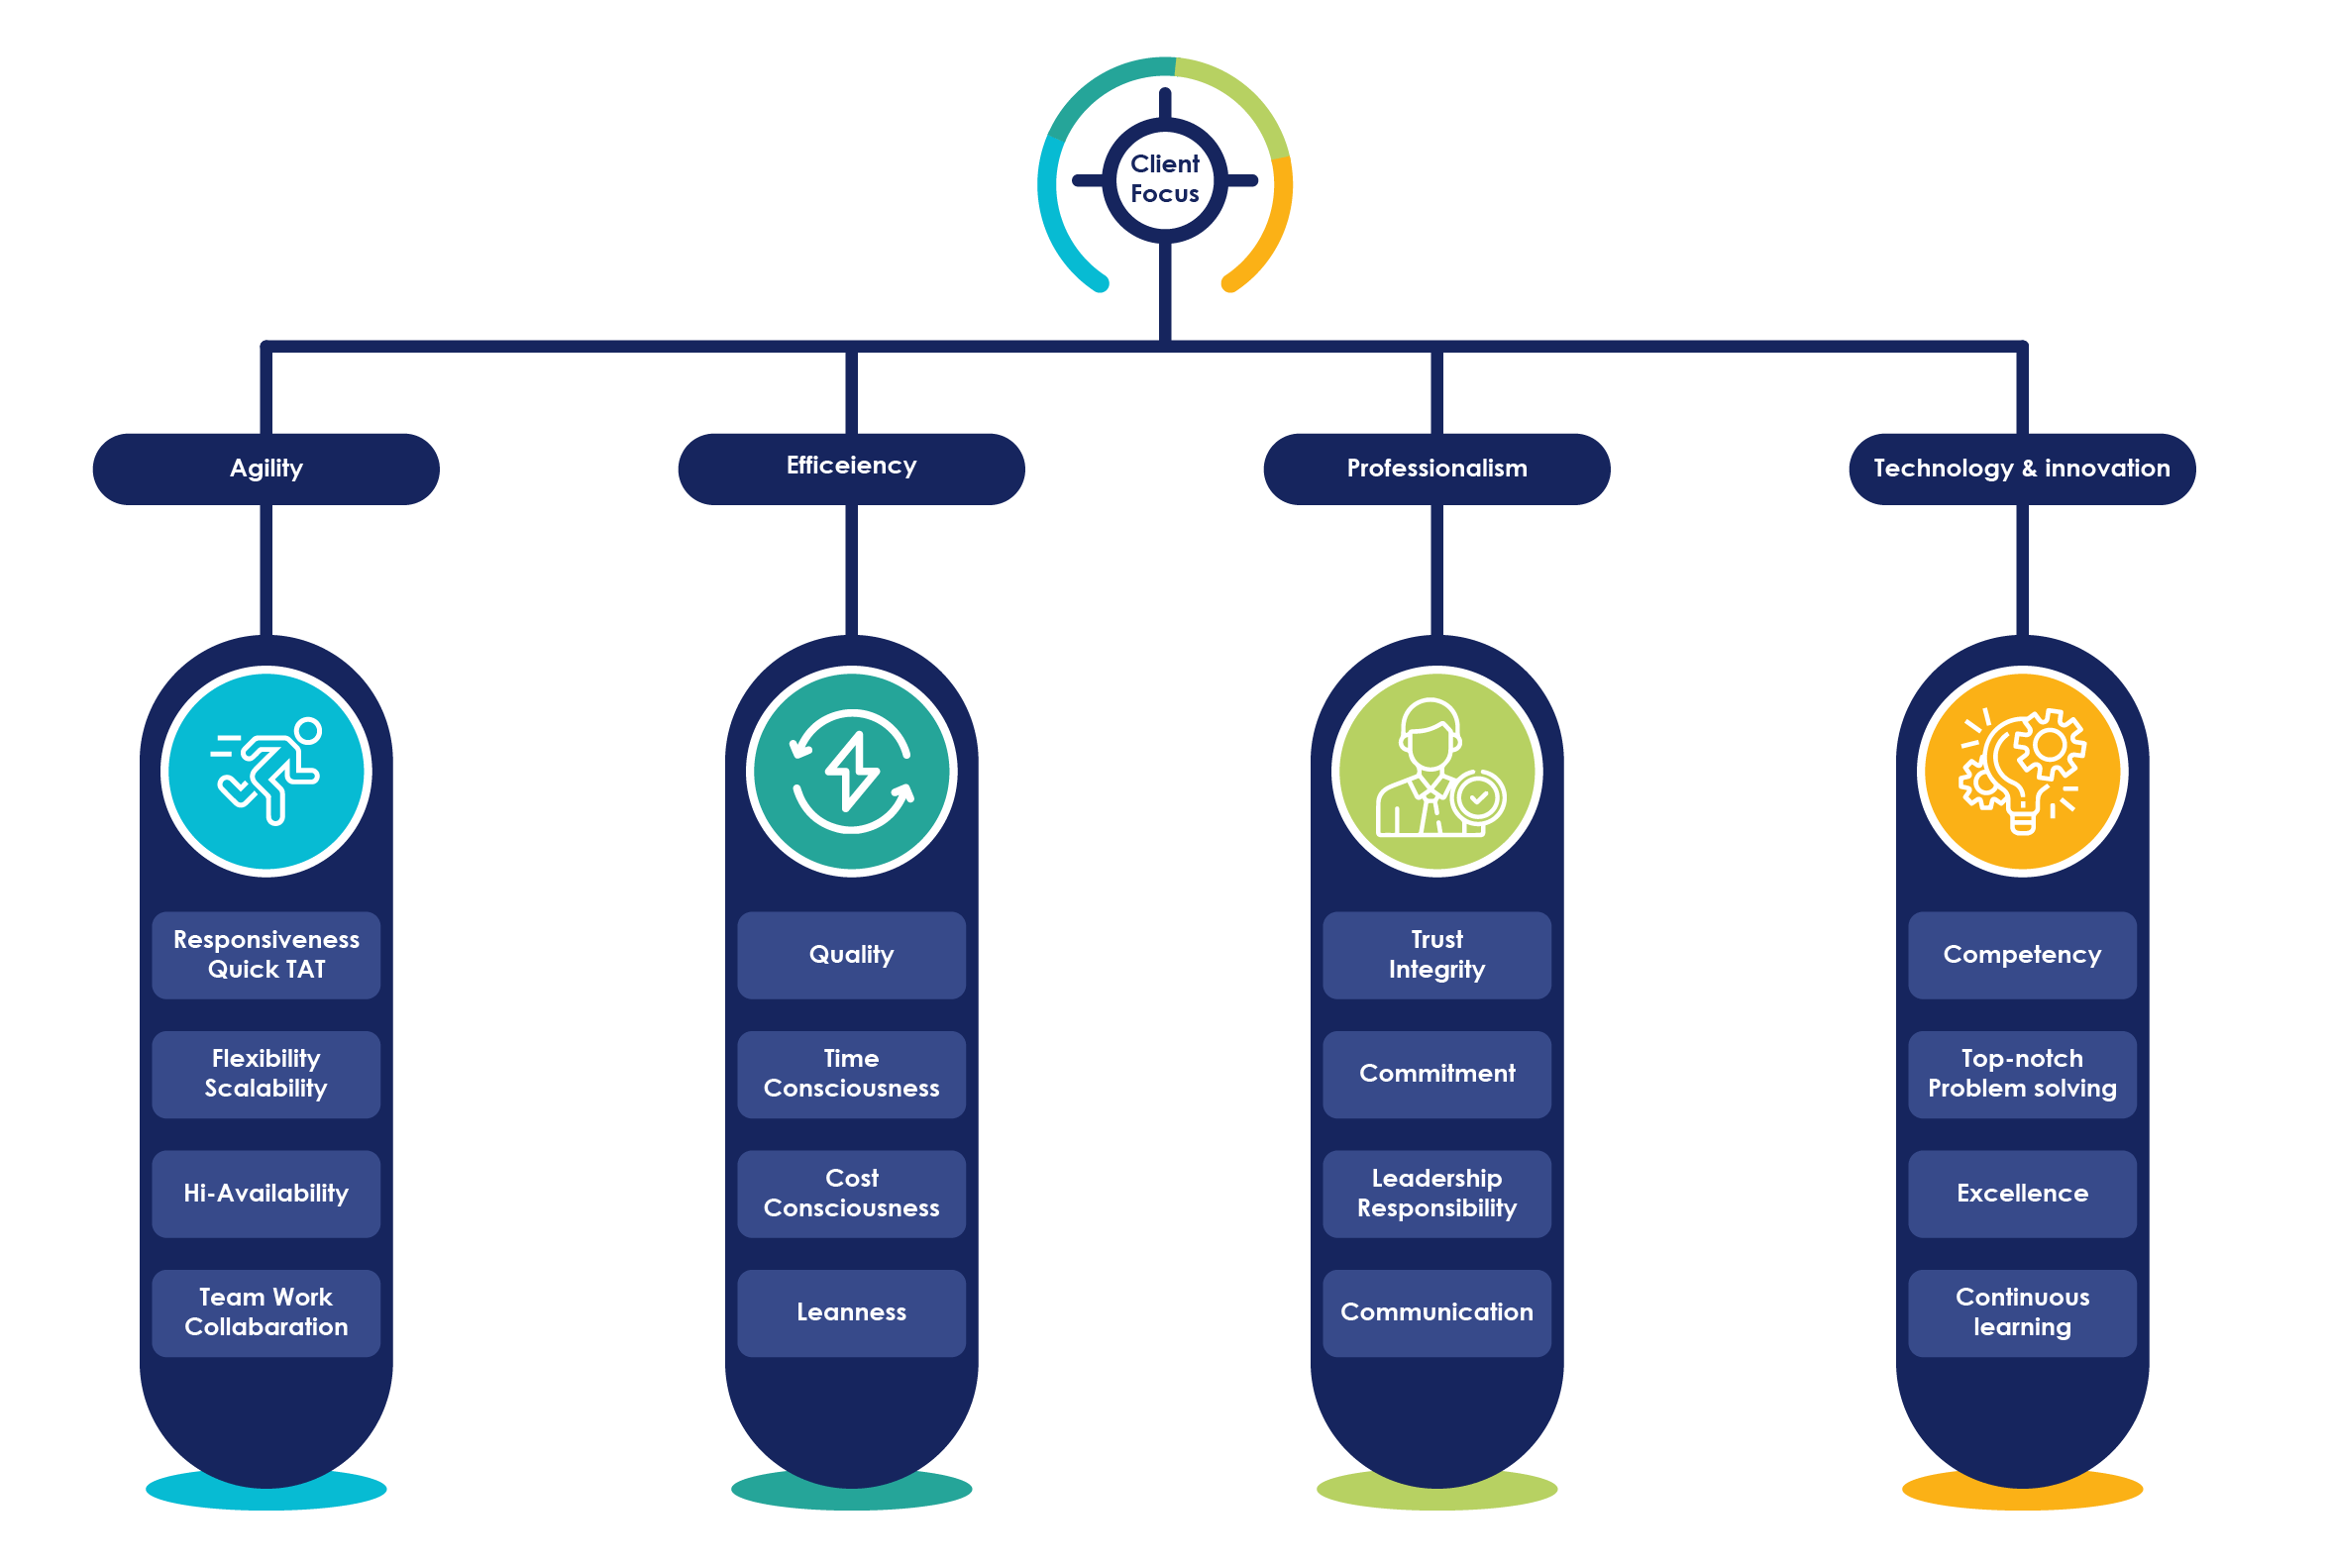 Client
Focus
Agility
Efficeiency
Professionalism
Technology & innovation
Responsiveness
Quick TAT
Flexibility
Scalability
Hi-Availability
Team Work
Collabaration
Quality
Time
Consciousness
Cost
Consciousness
Leanness
Trust
Integrity
Commitment
Leadership
Responsibility
Communication
Competency
Top-notch
Problem solving
Excellence
Continuous
learning